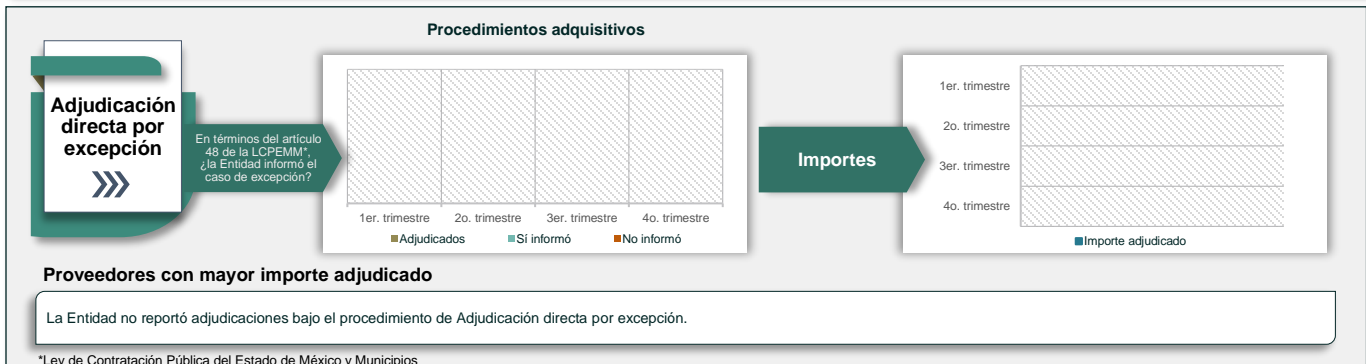 Procedimientos adquisitivos
Adjudicación
directa por
excepción
En términos del artículo
48 de la LCPEMM*,
¿la Entidad informó el
caso de excepción?
1er. trimestre 2o. trimestre 3er. trimestre 4o. trimestre
Adjudicados Sí informó No informó
Importes
1er. trimestre
2o. trimestre
3er. trimestre
4o. trimestre
Importe adjudicado
Proveedores con mayor importe adjudicado
La Entidad no reportó adjudicaciones bajo el procedimiento de Adjudicación directa por excepción.
*Ley de Contratación Pública del Estado de México y Municipios